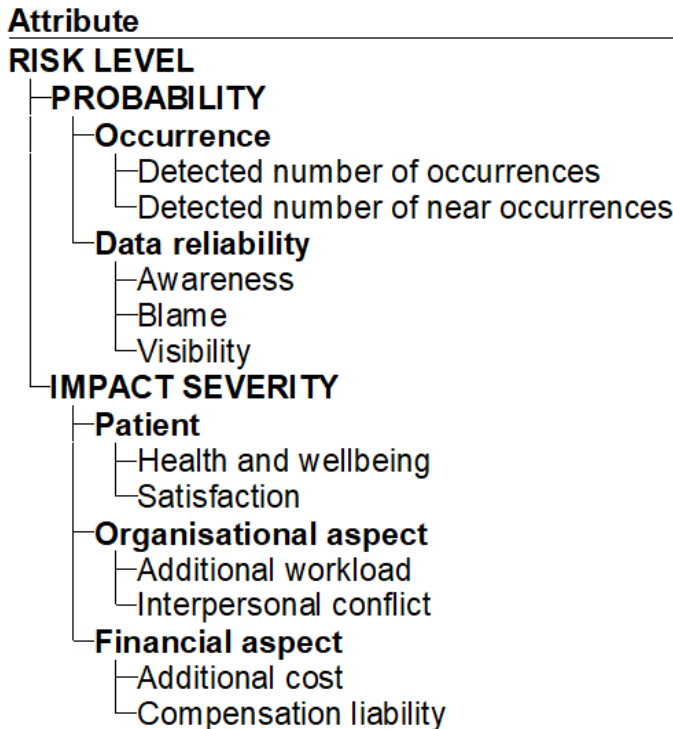 Attribute
RISK LEVEL
PROBABILITY
Occurrence
Detected number of occurrences
Detected number of near occurrences
Data reliability
Awareness
Blame
Visibility
IMPACT SEVERITY
Patient
Health and wellbeing
Satisfaction
Organisational aspect
Additional workload
Interpersonal conflict
Financial aspect
Additional cost
Compensation liability